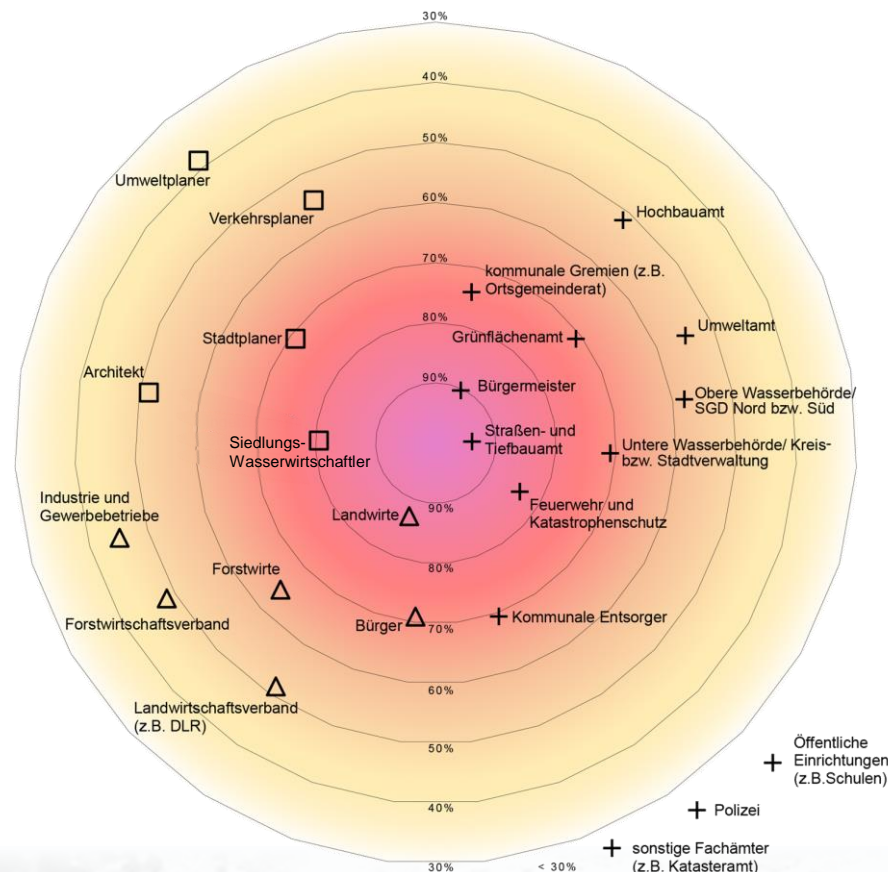 30%
40%
50%
Umweltplaner
60%
Verkehrsplaner
Hochbauamt
70%
kommunale Gremien (z.B.
Ortsgemeinderat)
80%
Stadtplaner
Grünflächenamt
Umweltamt
Architekt
90%
Bürgermeister
Obere Wasserbehörde/
SGD Nord bzw. Süd
Siedlungs-
Wasserwirtschaftler
Straßen- und
Tiefbauamt
Untere Wasserbehörde/ Kreis-
bzw. Stadtverwaltung
Industrie und
Gewerbebetriebe
90%
Landwirte
Feuerwehr und
Katastrophenschutz
80%
Forstwirte
Forstwirtschaftsverband
Bürger
70%
Kommunale Entsorger
60%
Landwirtschaftsverband
(z.B. DLR)
50%
Öffentliche
Einrichtungen
(z.B.Schulen)
40%
Polizei
sonstige Fachämter
(z.B. Katasteramt)
30%
< 30%